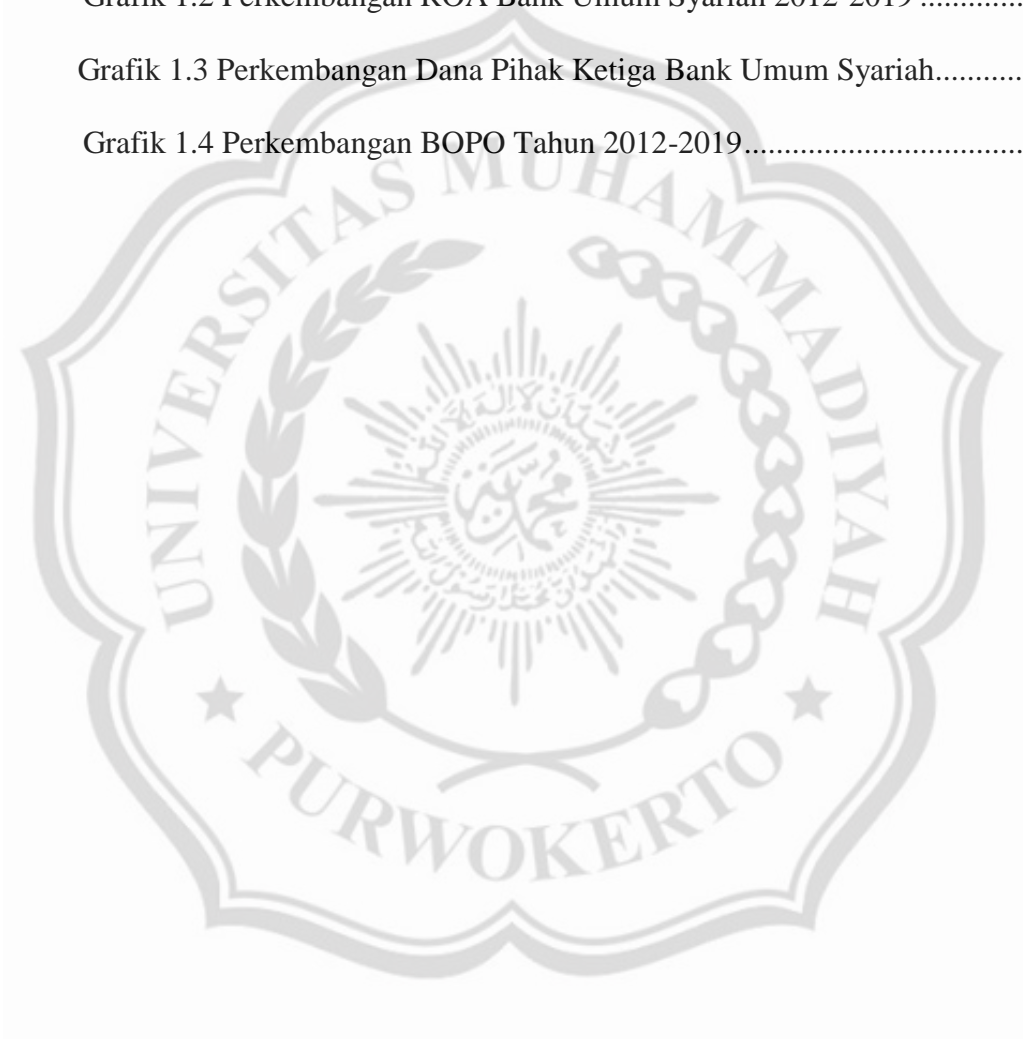 Grafik 1.2 Perkembangan ROA Bank Umum Syariah 2012-2019 .............
Grafik 1.3 Perkembangan Dana Pihak Ketiga Bank Umum Syariah...........
Grafik 1.4 Perkembangan BOPO Tahun 2012-2019...................................
UNIVERSITAS MUHAMMADIYAH
PURWOKERTO